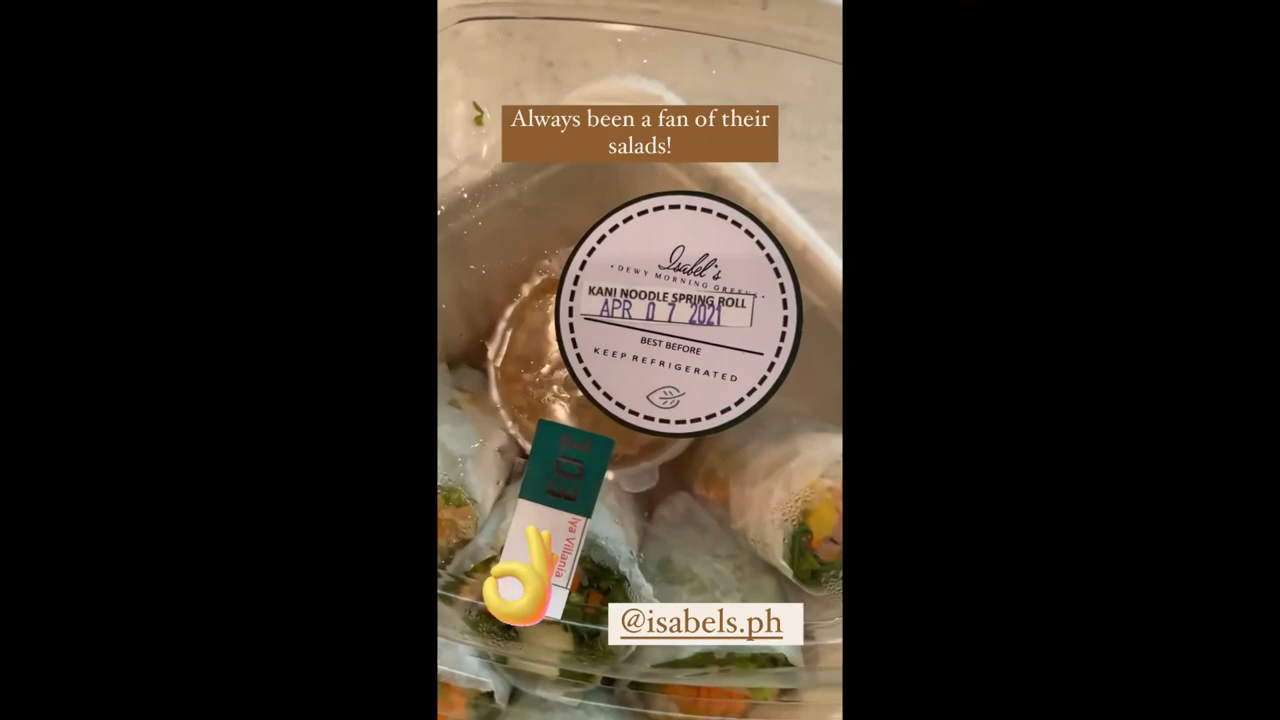 Always been a fan of their
salads!
Isabel's
• DEWY MORNING GREENS •
KANI NOODLE SPRING ROLL
APR 07 2021
BEST BEFORE
KEEP REFRIGERATED
103
Iya Villania
@isabels.ph